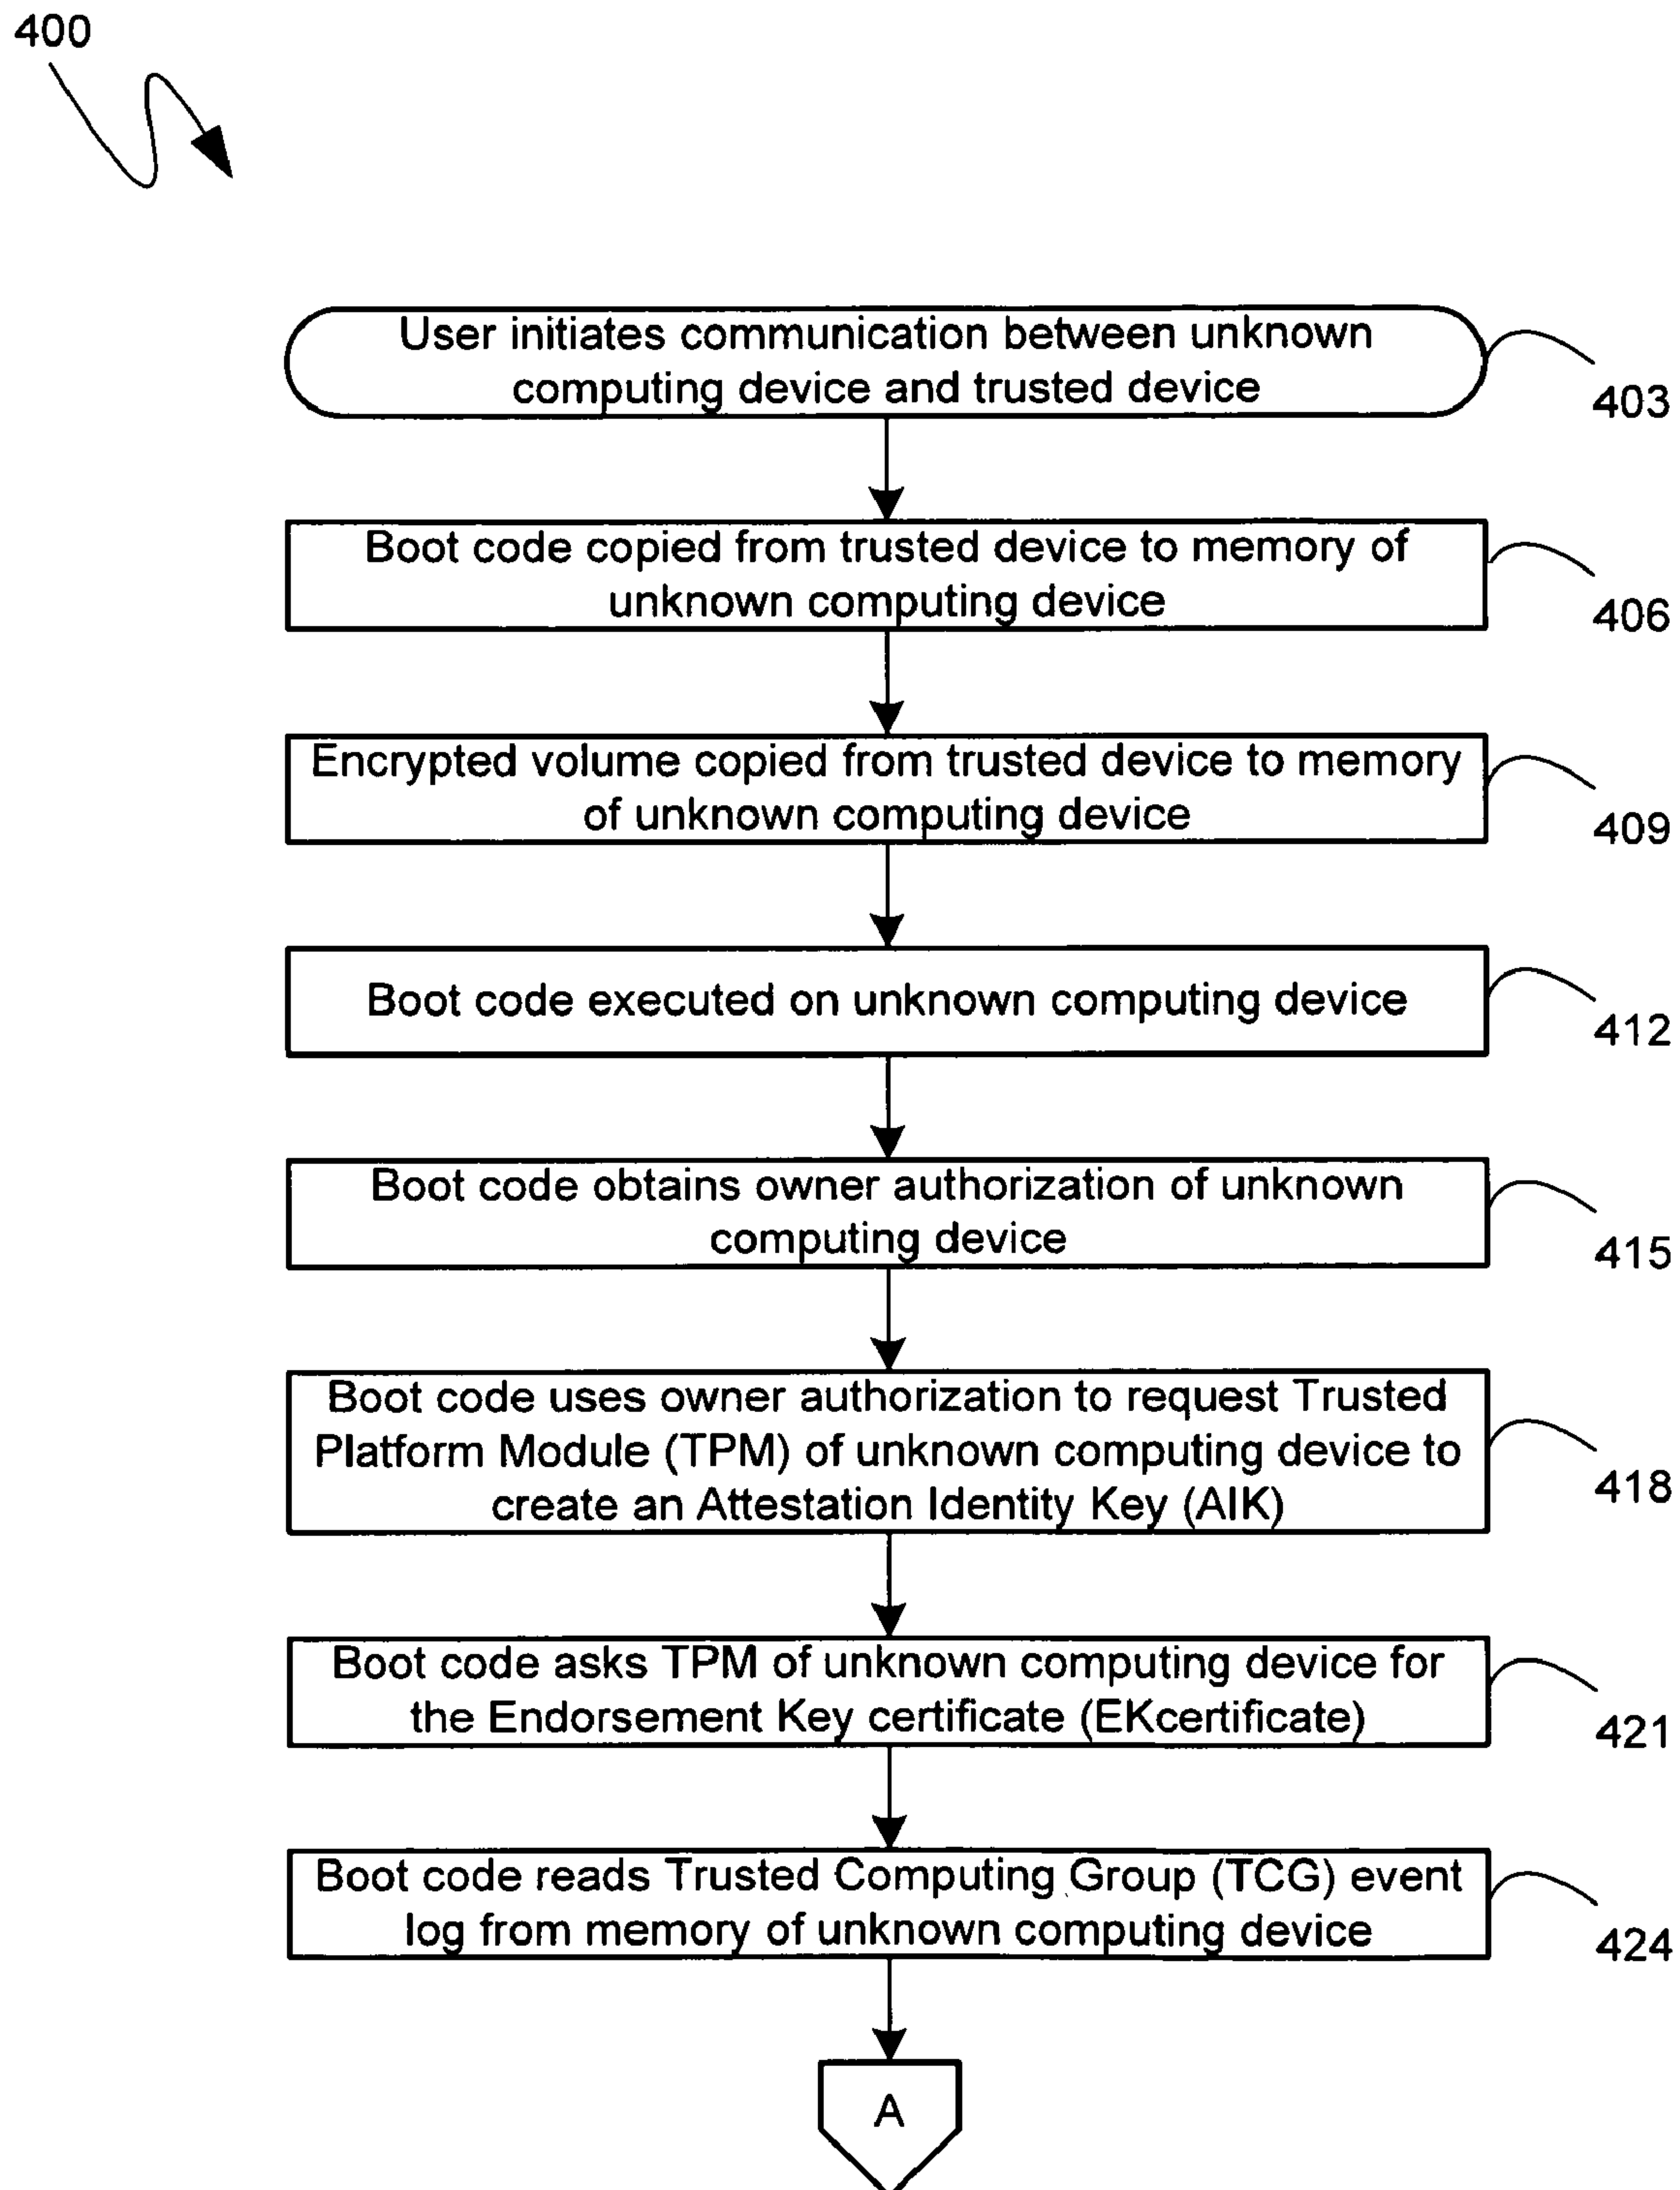 400
User initiates communication between unknown
computing device and trusted device
403
Boot code copied from trusted device to memory of
unknown computing device
406
Encrypted volume copied from trusted device to memory
of unknown computing device
409
Boot code executed on unknown computing device
412
Boot code obtains owner authorization of unknown
computing device
415
Boot code uses owner authorization to request Trusted
Platform Module (TPM) of unknown computing device to
create an Attestation Identity Key (AIK)
418
Boot code asks TPM of unknown computing device for
the Endorsement Key certificate (EKcertificate)
421
Boot code reads Trusted Computing Group (TCG) event
log from memory of unknown computing device
424
A